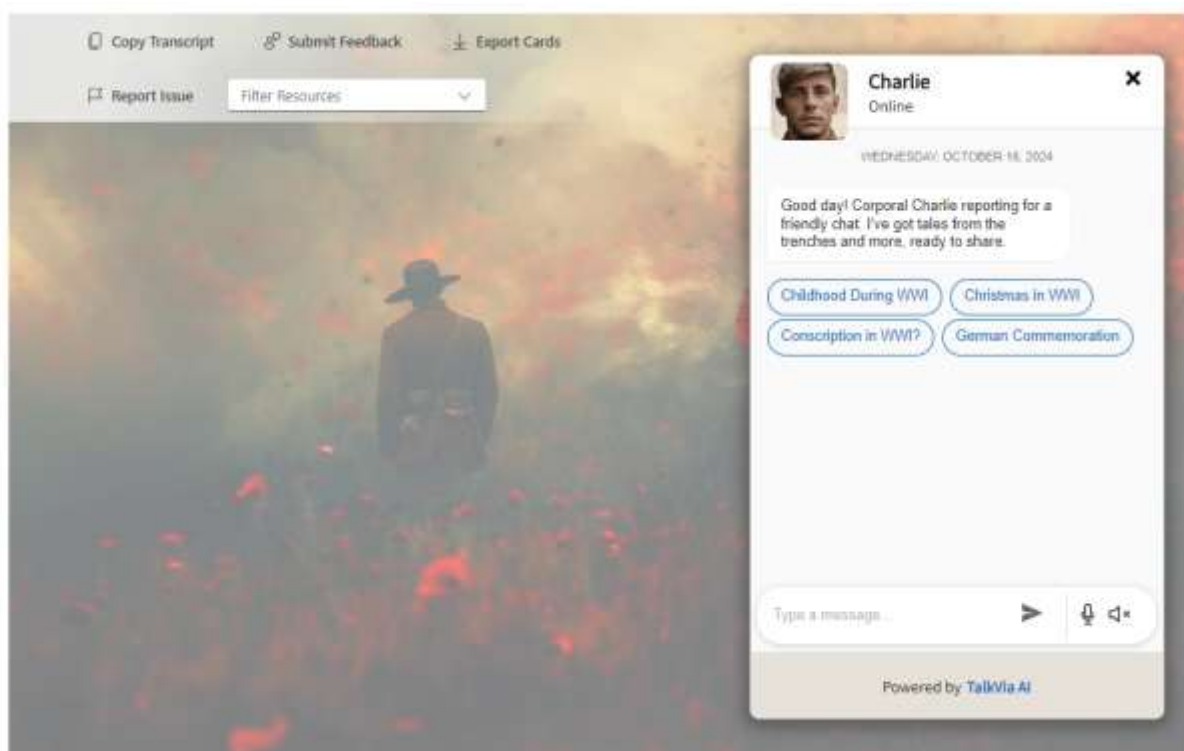 Copy Transcript
Submit Feedback
Export Cards
Report Issue
Filter Resources
Charlie
Online
WEDNESDAY, OCTOBER 16, 2024
Good day! Corporal Charlie reporting for a
friendly chat. I've got tales from the
trenches and more, ready to share.
Childhood During WWI
Christmas in WWI
Conscription in WWI?
German Commemoration
Type a message...
Powered by TalkVia AI